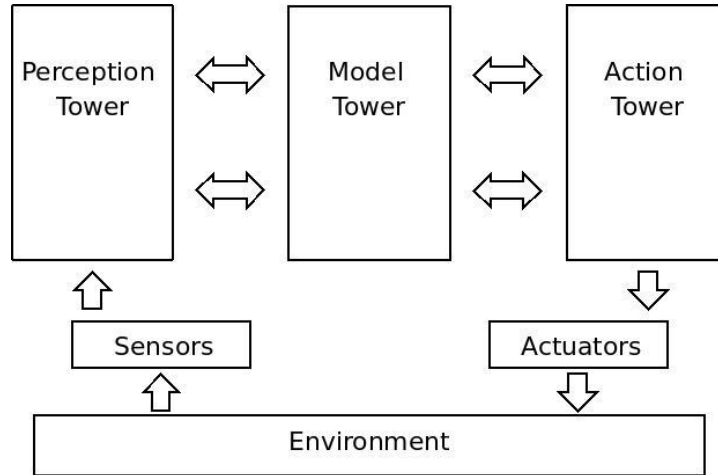 Perception
Tower
Model
Tower
Action
Tower
Sensors
Actuators
Environment